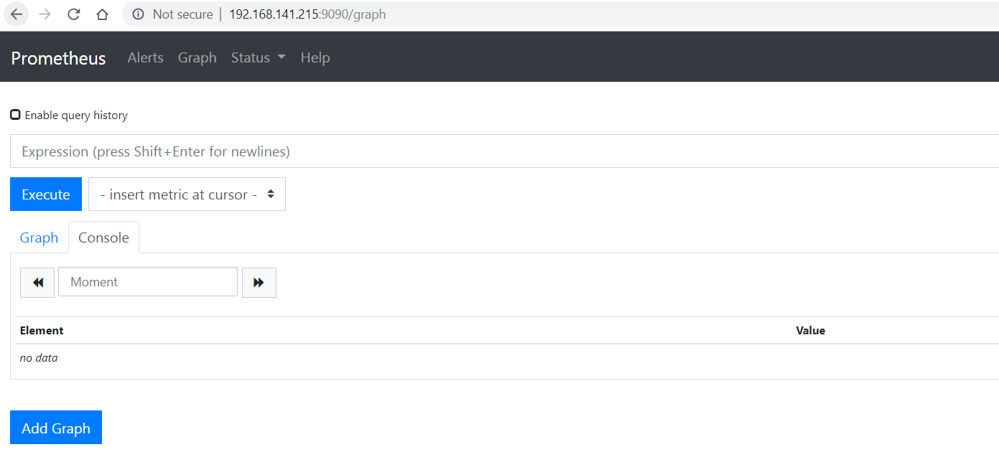 Not secure | 192.168.141.215:9090/graph
Prometheus Alerts Graph Status Help
Enable query history
Expression (press Shift+Enter for newlines)
Execute - insert metric at cursor -
Graph Console
Moment
Element Value
no data
Add Graph